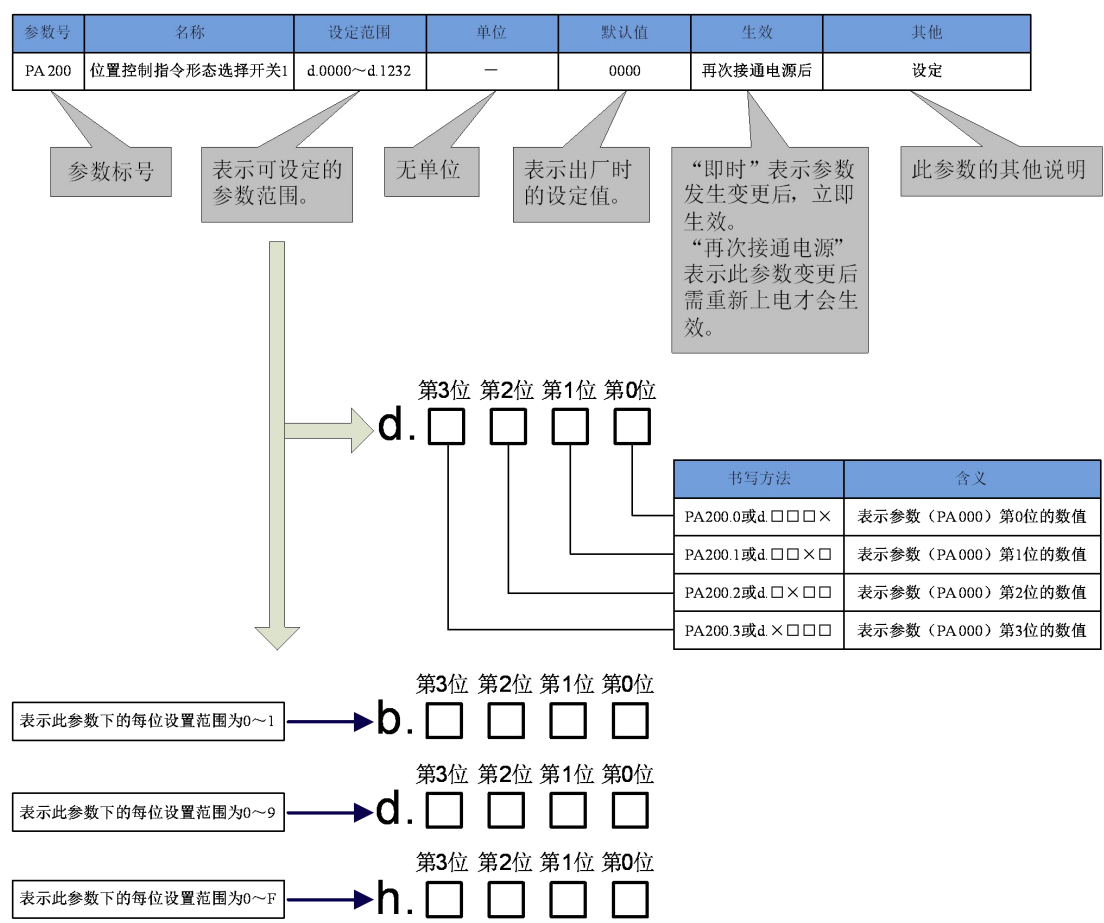 参数号 名称 设定范围 单位 默认值 生效 其他
PA200 位置控制指令形态选择开关1 d.0000~d.1232 — 0000 再次接通电源后 设定
参数标号
表示可设定的
参数范围。
无单位
表示出厂时
的设定值。
“即时”表示参数
发生变更后,立即
生效。
“再次接通电源”
表示此参数变更后
需重新上电才会生
效。
此参数的其他说明
第3位 第2位 第1位 第0位
d. □ □ □ □
书写方法 含义
PA200.0或d.□□□× 表示参数（PA000）第0位的数值
PA200.1或d.□□×□ 表示参数（PA000）第1位的数值
PA200.2或d.□×□□ 表示参数（PA000）第2位的数值
PA200.3或d.×□□□ 表示参数（PA000）第3位的数值
第3位 第2位 第1位 第0位
表示此参数下的每位设置范围为0~1 b. □ □ □ □
第3位 第2位 第1位 第0位
表示此参数下的每位设置范围为0~9 d. □ □ □ □
第3位 第2位 第1位 第0位
表示此参数下的每位设置范围为0~F h. □ □ □ □